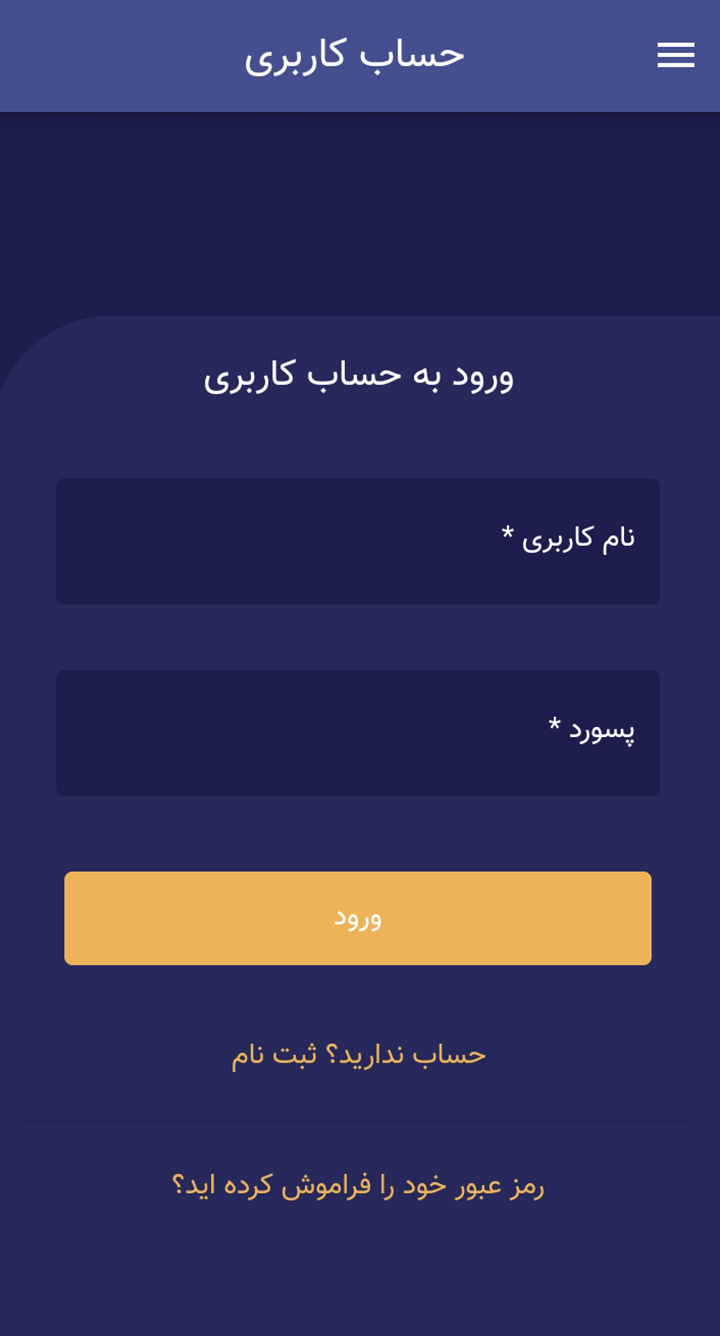 حساب کاربری
ورود به حساب کاربری
نام کاربری *
پسورد *
ورود
حساب ندارید؟ ثبت نام
رمز عبور خود را فراموش کرده اید؟